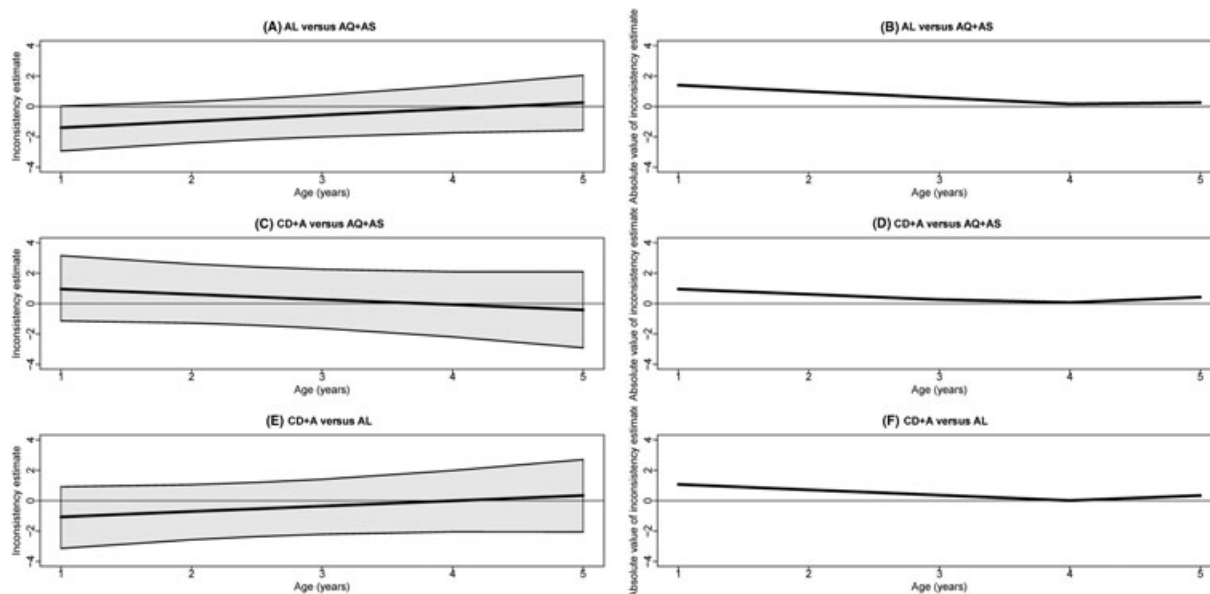 (A) AL versus AQ+AS
Inconsistency estimate
4
2
0
-2
-4
1 2 3 4 5
Age (years)
(B) AL versus AQ+AS
Absolute value of inconsistency estimate
4
2
0
-2
-4
1 2 3 4 5
Age (years)
(C) CD+A versus AQ+AS
Inconsistency estimate
4
2
0
-2
-4
1 2 3 4 5
Age (years)
(D) CD+A versus AQ+AS
Absolute value of inconsistency estimate
4
2
0
-2
-4
1 2 3 4 5
Age (years)
(E) CD+A versus AL
Inconsistency estimate
4
2
0
-2
-4
1 2 3 4 5
Age (years)
(F) CD+A versus AL
Absolute value of inconsistency estimate
4
2
0
-2
-4
1 2 3 4 5
Age (years)